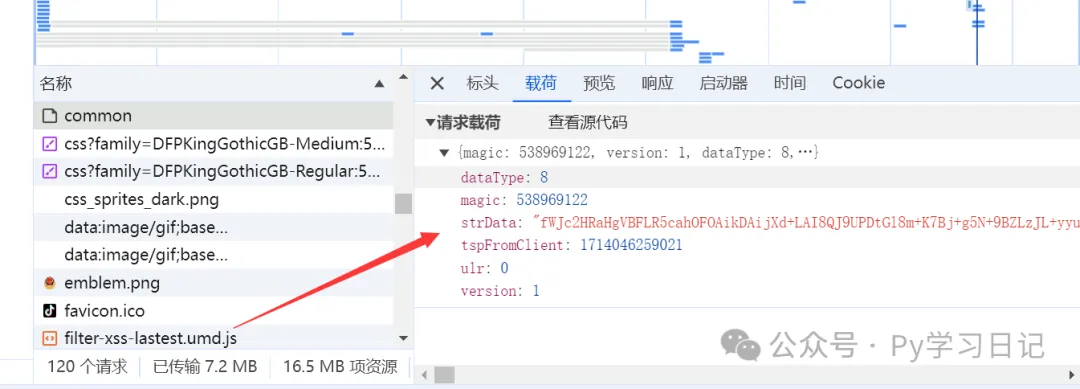 名称
common
css?family=DFPKingGothicGB-Medium:5...
css?family=DFPKingGothicGB-Regular:5...
css_sprites_dark.png
data:image/gif;base...
data:image/gif;base...
emblem.png
favicon.ico
filter-xss-lastest.umd.js
120 个请求 已传输 7.2 MB 16.5 MB 项资源
标头 载荷 预览 响应 启动器 时间 Cookie
▼请求载荷 查看源代码
▼ {magic: 538969122, version: 1, dataType: 8,…}
dataType: 8
magic: 538969122
strData: "fWJc2HRaHgVBFLR5cahOFOAikDAijXd+LAI8QJ9UPDtGl8m+K7Bj+g5N+9BZLzJL+yyu
tspFromClient: 1714046259021
ulr: 0
version: 1
公众号 · Py学习日记